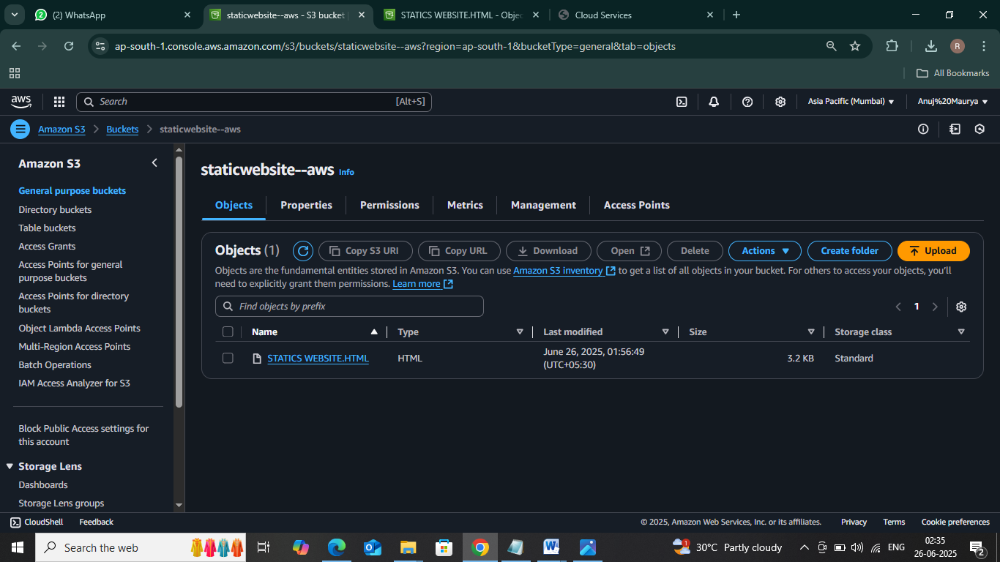 (2) WhatsApp
staticwebsite--aws - S3 bucket
STATICS WEBSITE.HTML - Objec
Cloud Services
ap-south-1.console.aws.amazon.com/s3/buckets/staticwebsite--aws?region=ap-south-1&bucketType=general&tab=objects
R
All Bookmarks
aws
Search
[Alt+S]
Asia Pacific (Mumbai)
Anuj%20Maurya
Amazon S3
Buckets
staticwebsite--aws
Amazon S3
General purpose buckets
Directory buckets
Table buckets
Access Grants
Access Points for general
purpose buckets
Access Points for directory
buckets
Object Lambda Access Points
Multi-Region Access Points
Batch Operations
IAM Access Analyzer for S3
Block Public Access settings for
this account
Storage Lens
Dashboards
Storage Lens groups
staticwebsite--aws Info
Objects
Properties
Permissions
Metrics
Management
Access Points
Objects (1)
Copy S3 URI
Copy URL
Download
Open
Delete
Actions
Create folder
Upload
Objects are the fundamental entities stored in Amazon S3. You can use Amazon S3 inventory to get a list of all objects in your bucket. For others to access your objects, you'll
need to explicitly grant them permissions. Learn more
Find objects by prefix
1
Name
Type
Last modified
Size
Storage class
STATICS WEBSITE.HTML
HTML
June 26, 2025, 01:56:49
(UTC+05:30)
3.2 KB
Standard
CloudShell
Feedback
© 2025, Amazon Web Services, Inc. or its affiliates.
Privacy
Terms
Cookie preferences
Search the web
30°C Partly cloudy
ENG
02:35
26-06-2025
2